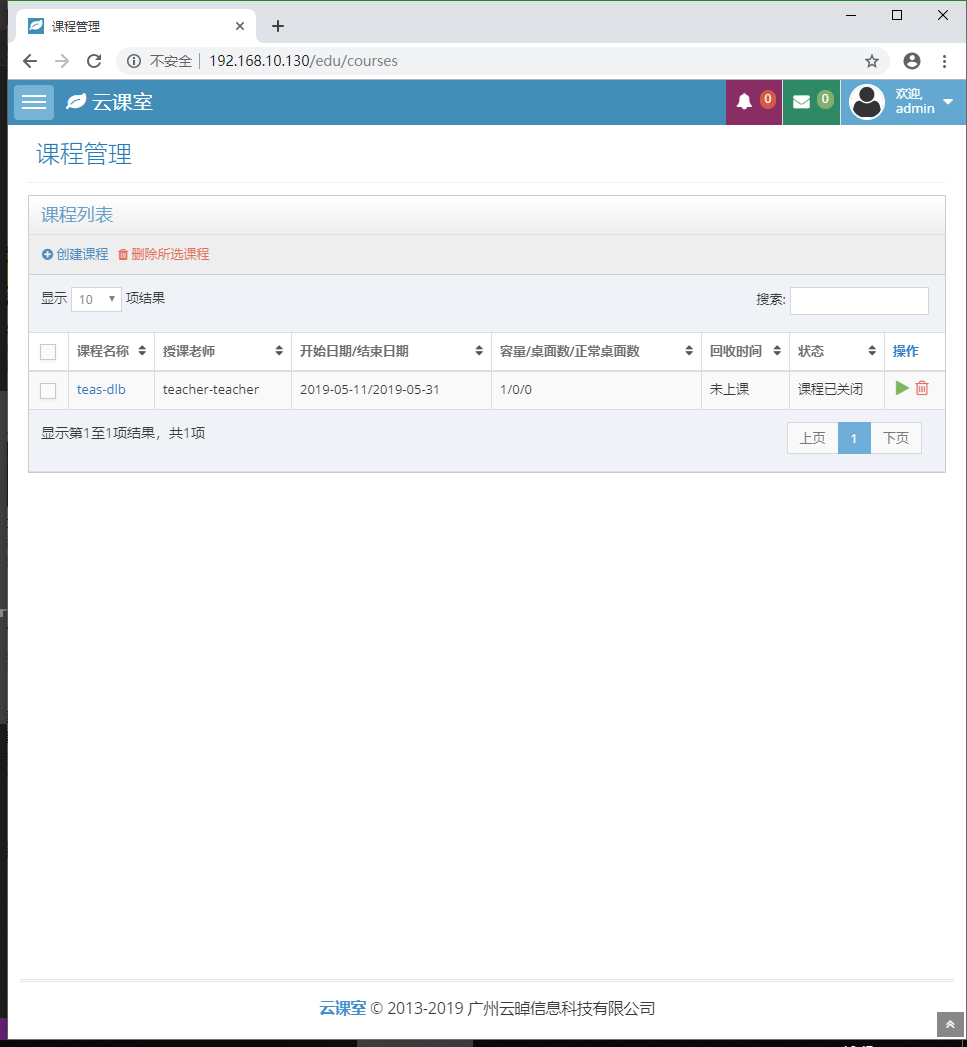 课程管理
不安全 192.168.10.130/edu/courses
云课室 0 0 欢迎, admin
课程管理
课程列表
创建课程 删除所选课程
显示 10 项结果 搜索:
课程名称 授课老师 开始日期/结束日期 容量/桌面数/正常桌面数 回收时间 状态 操作
teas-dlb teacher-teacher 2019-05-11/2019-05-31 1/0/0 未上课 课程已关闭
显示第1至1项结果，共1项 上页 1 下页
云课室 © 2013-2019 广州云晫信息科技有限公司